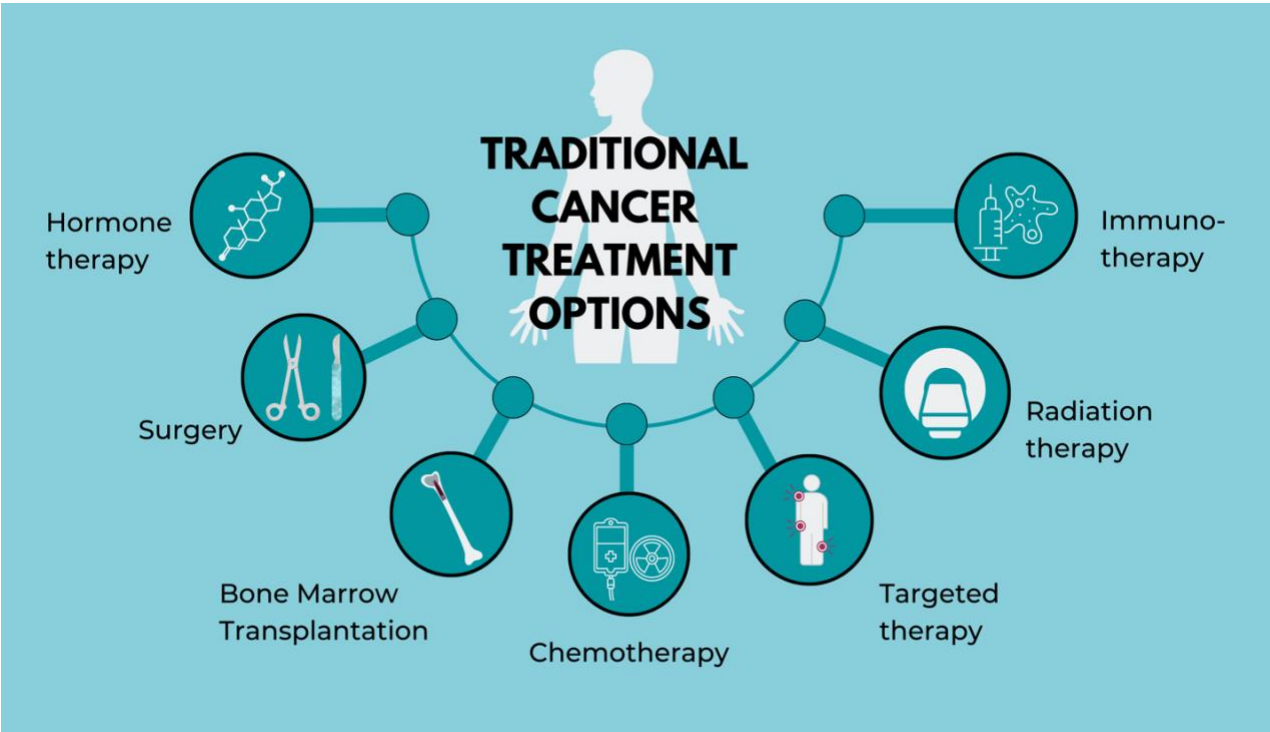 TRADITIONAL
CANCER
TREATMENT
OPTIONS
Hormone
therapy
Surgery
Bone Marrow
Transplantation
Chemotherapy
Targeted
therapy
Radiation
therapy
Immuno-
therapy